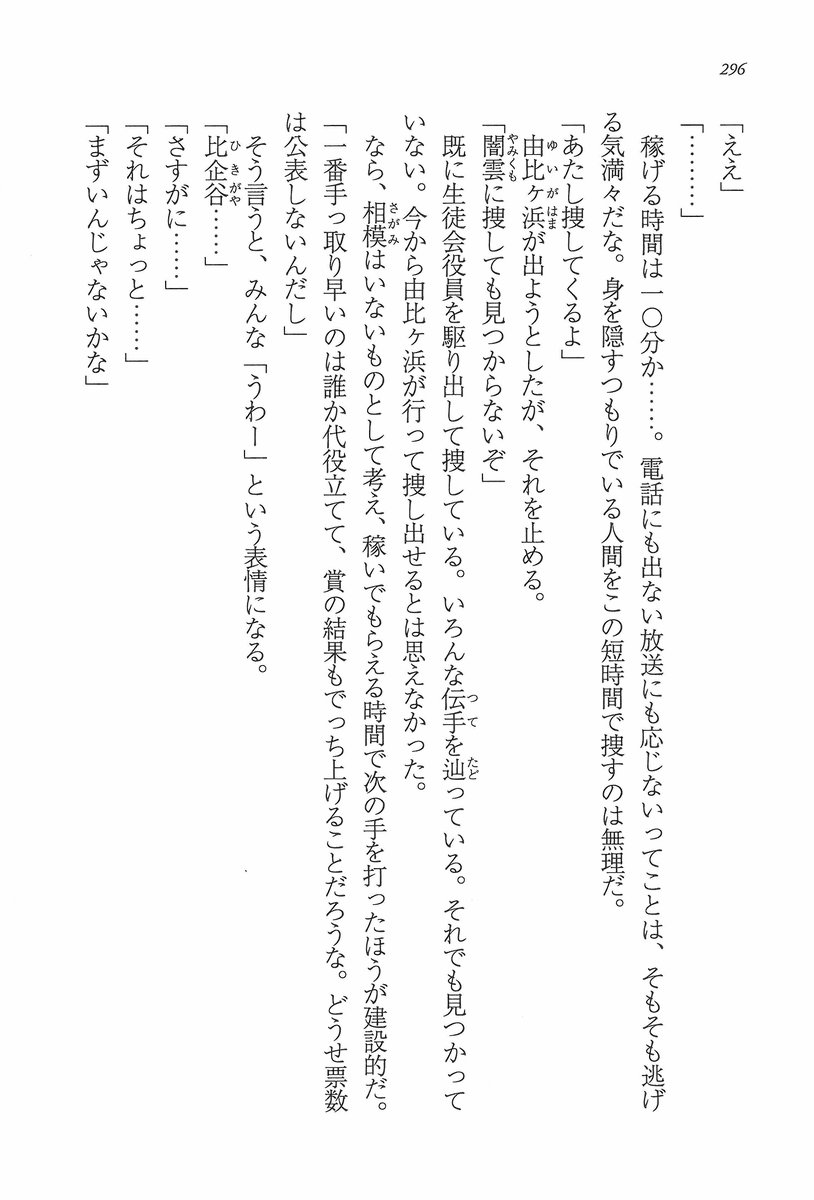 296
「ええ」
「………」
稼げる時間は一〇分か……。電話にも出ない放送にも応じないってことは、そもそも逃げ
る気満々だな。身を隠すつもりでいる人間をこの短時間で捜すのは無理だ。
「あたし捜してくるよ」
由比ヶ浜が出ようとしたが、それを止める。
「闇雲に捜しても見つからないぞ」
既に生徒会役員を駆り出して捜している。いろんな伝手を辿っている。それでも見つかって
いない。今から由比ヶ浜が行って捜し出せるとは思えなかった。
なら、相模はいないものとして考え、稼いでもらえる時間で次の手を打ったほうが建設的だ。
「一番手っ取り早いのは誰か代役立てて、賞の結果もでっち上げることだろうな。どうせ票数
は公表しないんだし」
そう言うと、みんな「うわー」という表情になる。
「比企谷……」
「さすがに……」
「それはちょっと……」
「まずいんじゃないかな」